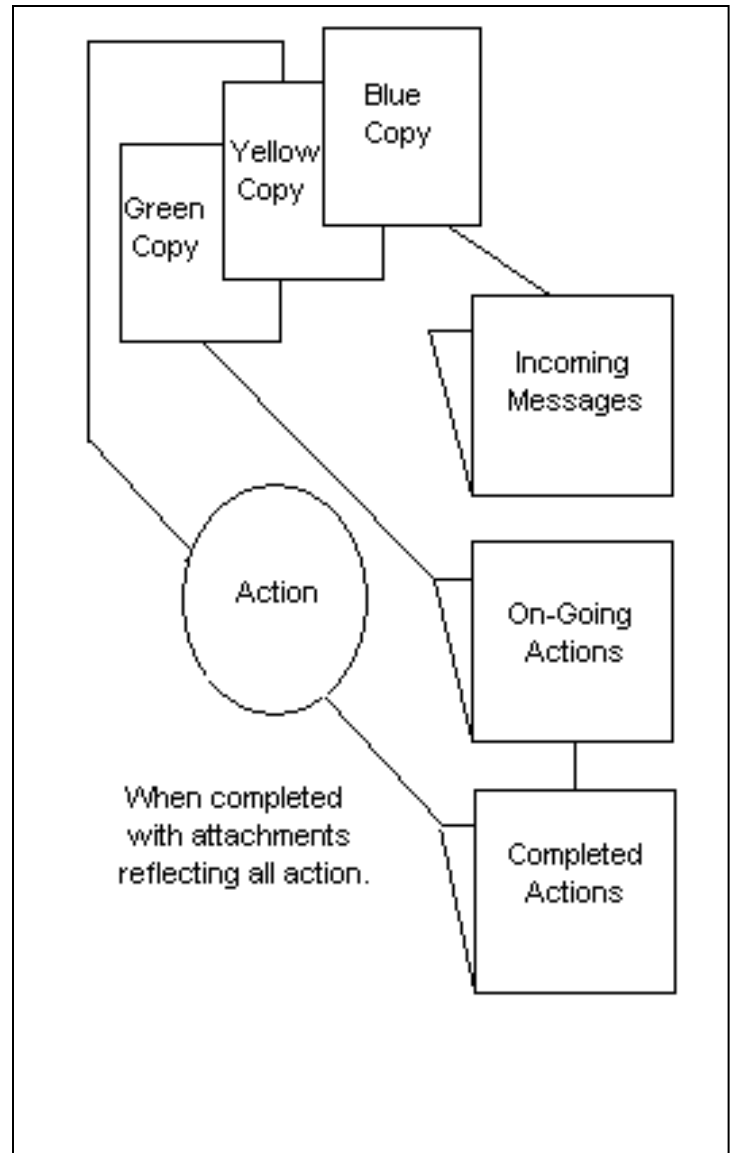 Blue
Copy
Yellow
Copy
Green
Copy
Incoming
Messages
Action
On-Going
Actions
When completed
with attachments
reflecting all action.
Completed
Actions